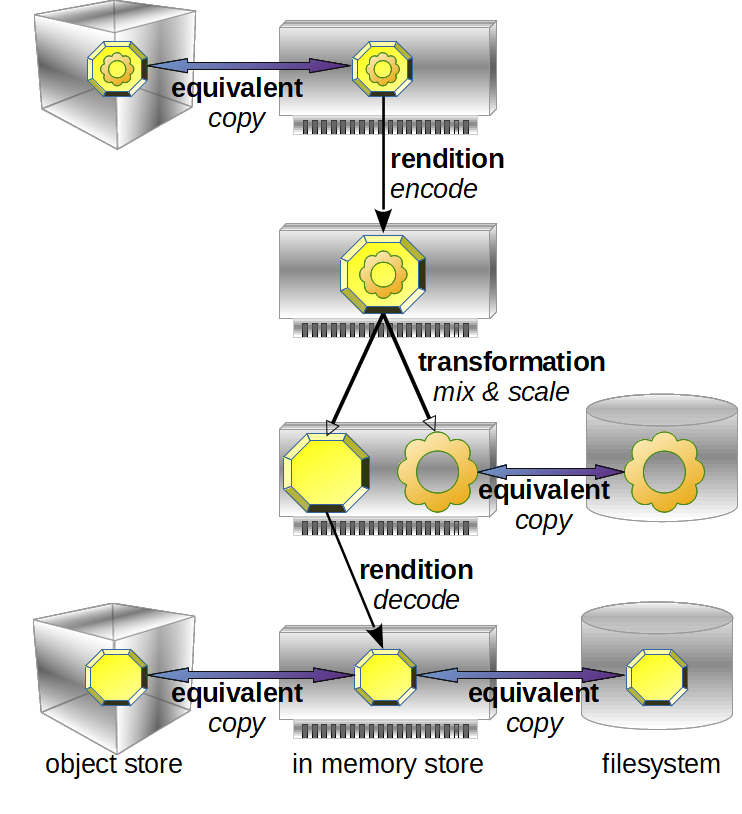 equivalent
copy
rendition
encode
transformation
mix & scale
equivalent
copy
rendition
decode
equivalent
copy
equivalent
copy
object store
in memory store
filesystem